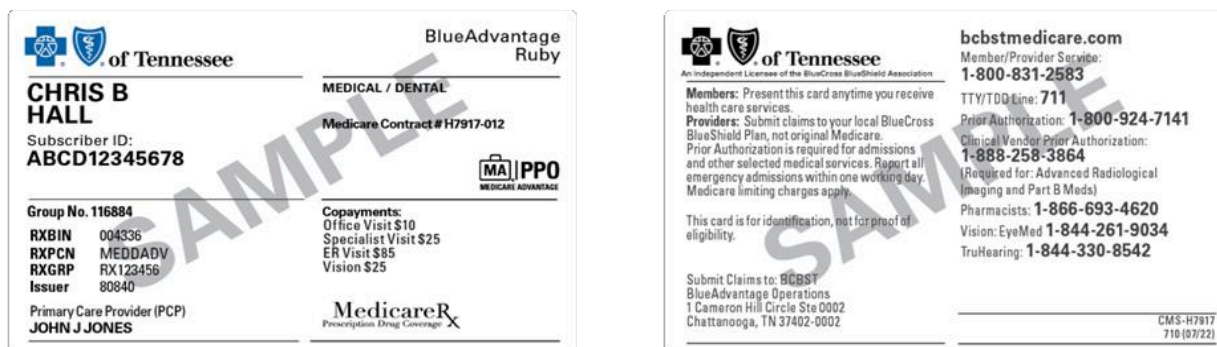 of Tennessee
BlueAdvantage
Ruby
CHRIS B
HALL
Subscriber ID:
ABCD12345678
MEDICAL / DENTAL
Medicare Contract # H7917-012
MA PPO
MEDICARE ADVANTAGE
Group No. 116884
RXBIN 004336
RXPCN MEDDADV
RXGRP RX123456
Issuer 80840
Primary Care Provider (PCP)
JOHN J JONES
Copayments:
Office Visit $10
Specialist Visit $25
ER Visit $85
Vision $25
MedicareRx
Prescription Drug Coverage
SAMPLE
of Tennessee
An Independent Licensee of the BlueCross BlueShield Association
Members: Present this card anytime you receive
health care services.
Providers: Submit claims to your local BlueCross
BlueShield Plan, not original Medicare.
Prior Authorization is required for admissions
and other selected medical services. Report all
emergency admissions within one working day.
Medicare limiting charges apply.
This card is for identification, not for proof of
eligibility.
Submit Claims to: BCBST
BlueAdvantage Operations
1 Cameron Hill Circle Ste 0002
Chattanooga, TN 37402-0002
bcbstmedicare.com
Member/Provider Service:
1-800-831-2583
TTY/TDD Line: 711
Prior Authorization: 1-800-924-7141
Clinical Vendor Prior Authorization:
1-888-258-3864
(Required for: Advanced Radiological
Imaging and Part B Meds)
Pharmacists: 1-866-693-4620
Vision: EyeMed 1-844-261-9034
TruHearing: 1-844-330-8542
CMS-H7917
710 (07/22)
SAMPLE